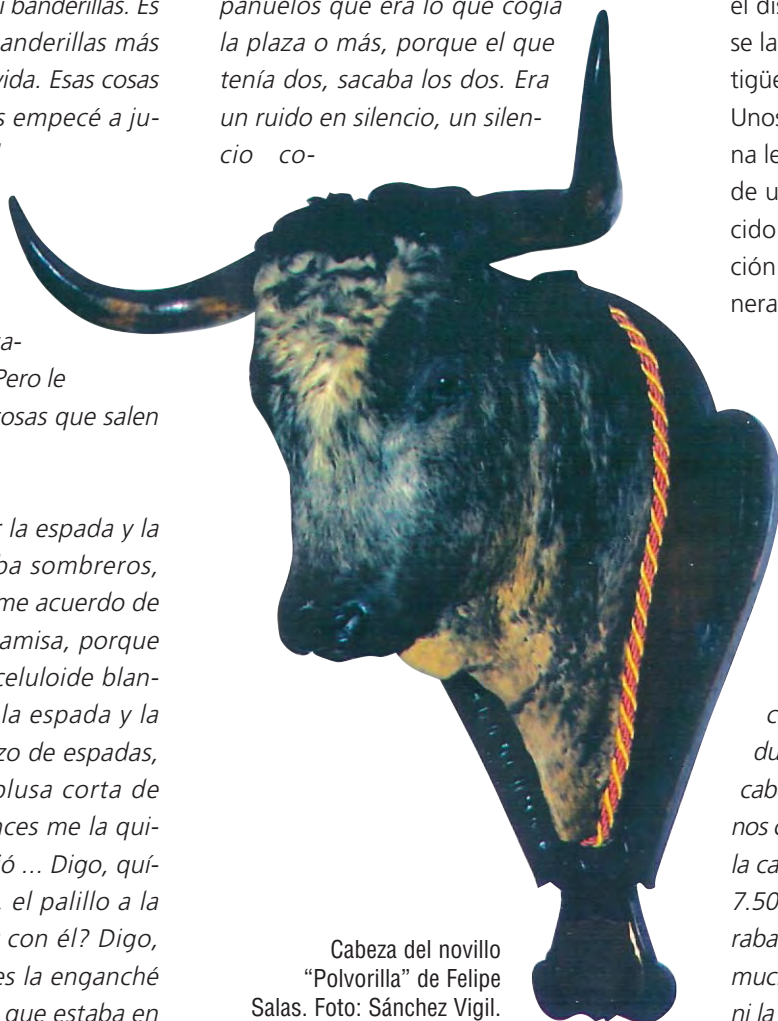 i banderillas. Es
anderillas más
vida. Esas cosas
s empecé a ju-
a-
Pero le
osas que salen
r la espada y la
ba sombreros,
me acuerdo de
amisa, porque
celuloide blan-
la espada y la
zo de espadas,
blusa corta de
nces me la qui-
ó ... Digo, quí-
el palillo a la
con él? Digo,
es la enganché
que estaba en
pañuelos que era lo que cogía
la plaza o más, porque el que
tenía dos, sacaba los dos. Era
un ruido en silencio, un silen-
cio co-
Cabeza del novillo
“Polvorilla” de Felipe
Salas. Foto: Sánchez Vigil.
el dis
se la
tigüe
Unos
na le
de u
cido
ción
nera
c
du
cab
nos c
la ca
7.50
raba
muc
ni la